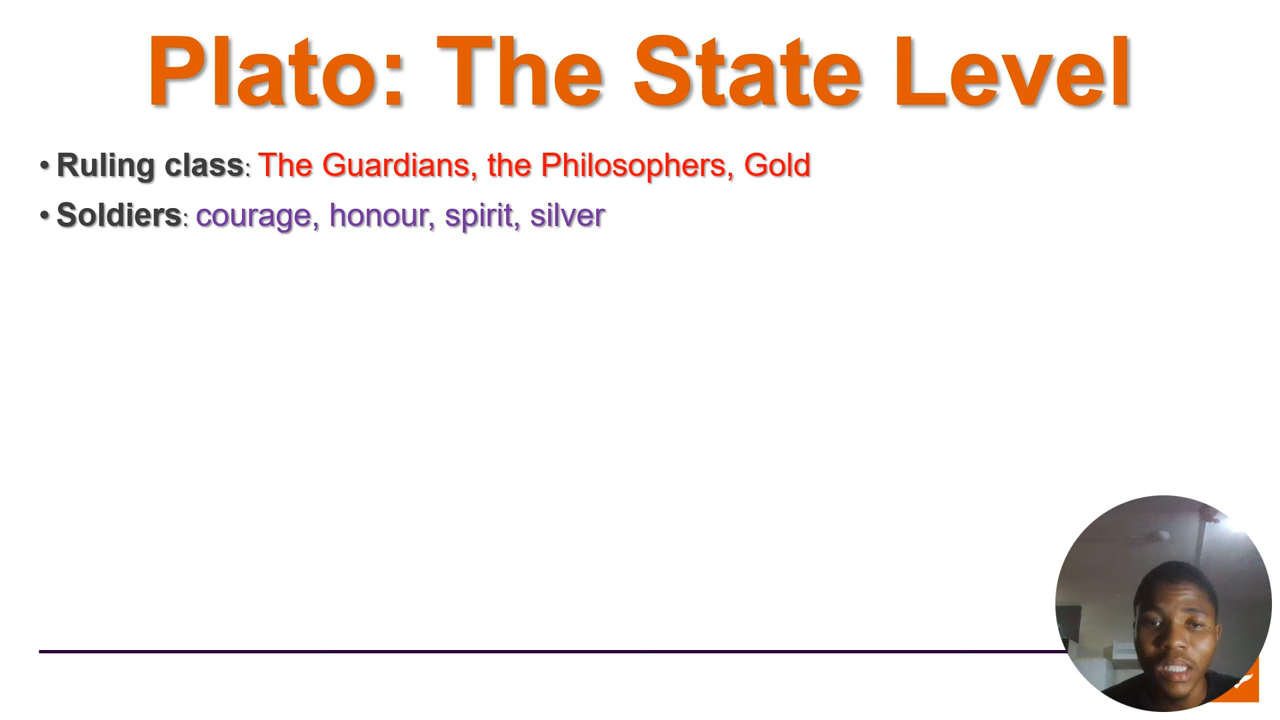 Plato: The State Level
• Ruling class: The Guardians, the Philosophers, Gold
• Soldiers: courage, honour, spirit, silver